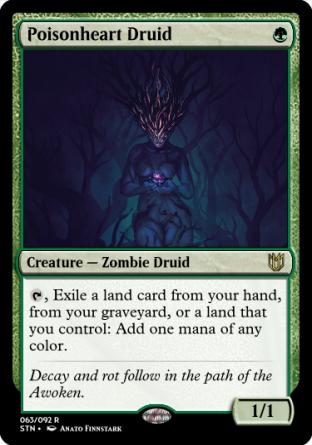 Poisonheart Druid
Creature — Zombie Druid
, Exile a land card from your hand,
from your graveyard, or a land that
you control: Add one mana of any
color.
Decay and rot follow in the path of the
Awoken.
063/092 R
STN • Anato Finnstark
1/1